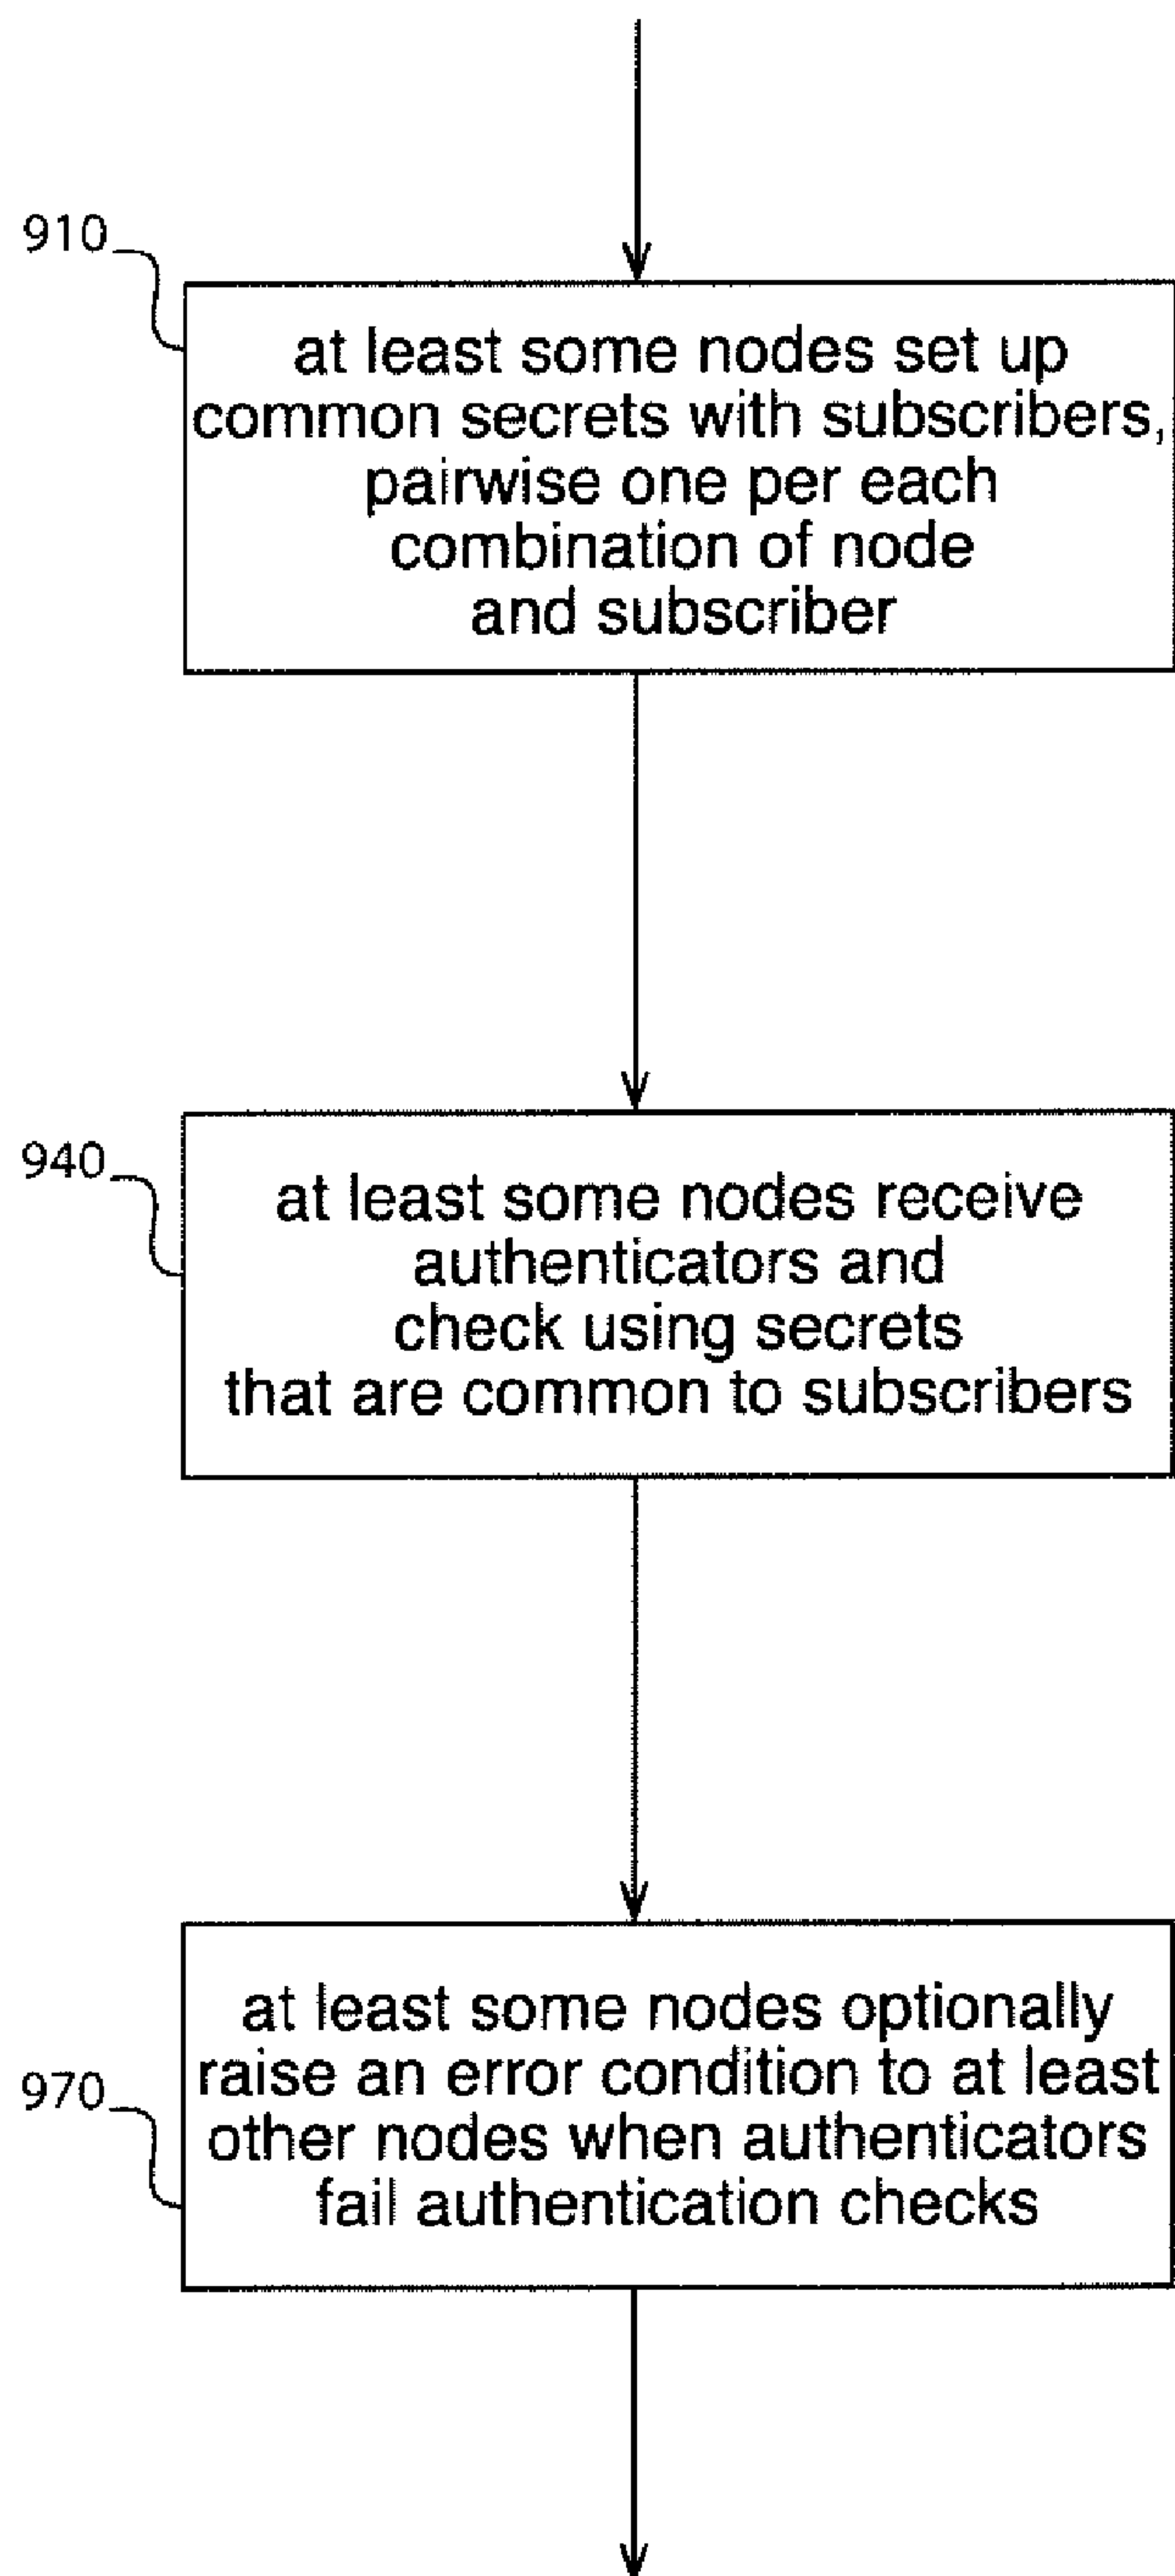 910
at least some nodes set up
common secrets with subscribers,
pairwise one per each
combination of node
and subscriber
940
at least some nodes receive
authenticators and
check using secrets
that are common to subscribers
970
at least some nodes optionally
raise an error condition to at least
other nodes when authenticators
fail authentication checks